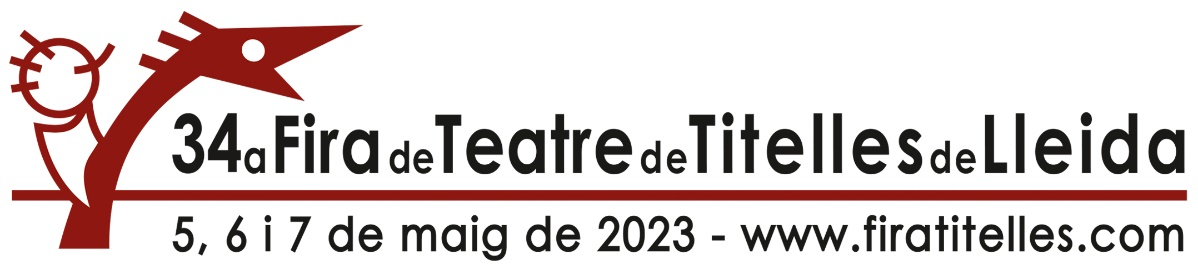 34a Fira de Teatre de Titelles de Lleida
5, 6 i 7 de maig de 2023 - www.firatitelles.com